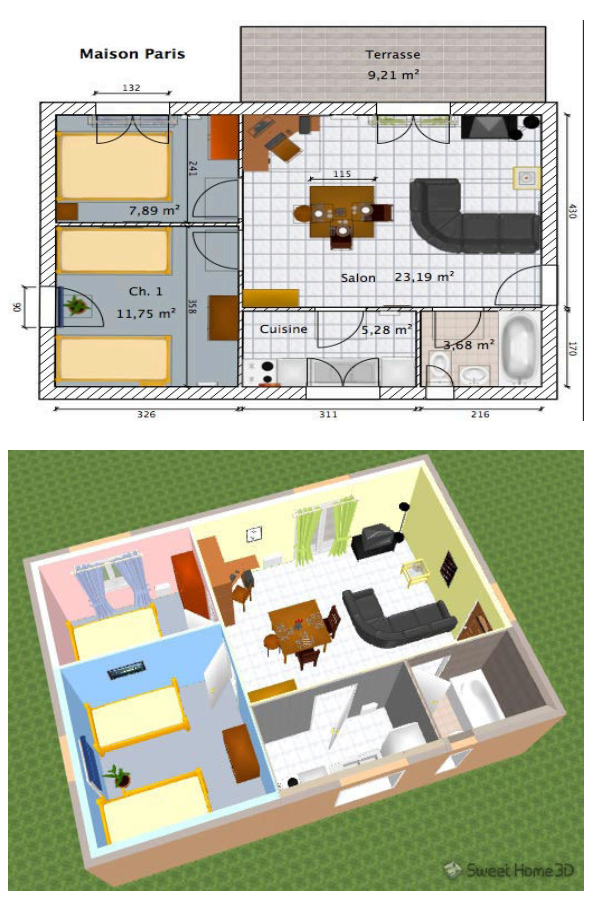 Maison Paris
Terrasse
9,21 m²
132
241
115
430
7,89 m²
Ch. 1
11,75 m²
358
90
Salon 23,19 m²
Cuisine 5,28 m²
3,68 m²
170
326
311
216
Sweet Home 3D